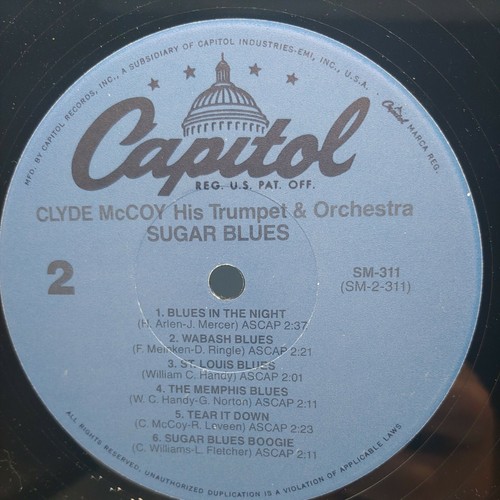 MFD. BY CAPITOL RECORDS, INC., A SUBSIDIARY OF CAPITOL INDUSTRIES-EMI, INC., U.S.A.
Capitol MARCA REG.
Capitol
REG. U.S. PAT. OFF.
CLYDE McCOY His Trumpet & Orchestra
SUGAR BLUES
2
SM-311
(SM-2-311)
1. BLUES IN THE NIGHT
(H. Arlen-J. Mercer) ASCAP 2:37
2. WABASH BLUES
(F. Meinken-D. Ringle) ASCAP 2:21
3. ST. LOUIS BLUES
(William C. Handy) ASCAP 2:01
4. THE MEMPHIS BLUES
(W. C. Handy-G. Norton) ASCAP 2:11
5. TEAR IT DOWN
(C. McCoy-R. Loveen) ASCAP 2:23
6. SUGAR BLUES BOOGIE
(C. Williams-L. Fletcher) ASCAP 2:11
ALL RIGHTS RESERVED. UNAUTHORIZED DUPLICATION IS A VIOLATION OF APPLICABLE LAWS